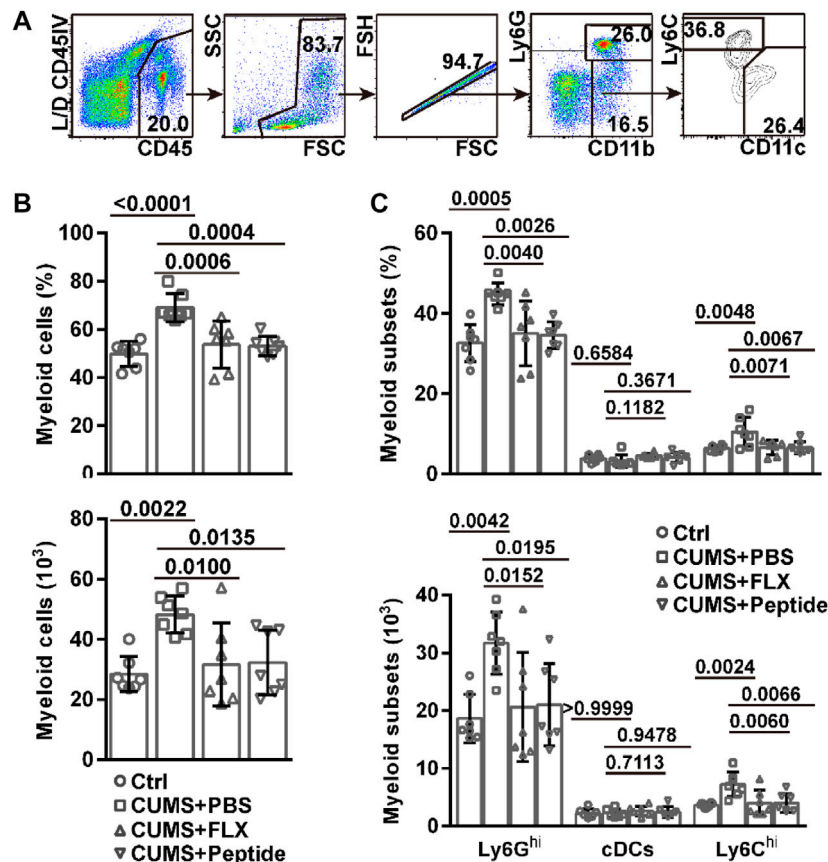 A
L/D CD45IV
20.0
CD45
SSC
83.7
FSC
FSH
94.7
FSC
Ly6G
26.0
16.5
CD11b
Ly6C
36.8
26.4
CD11c
B
<0.0001
0.0004
0.0006
Myeloid cells (%)
100
80
60
40
20
0
0.0022
0.0135
0.0100
Myeloid cells (10³)
80
60
40
20
0
Ctrl
CUMS+PBS
CUMS+FLX
CUMS+Peptide
C
0.0005
0.0026
0.0040
0.6584
0.3671
0.1182
0.0048
0.0067
0.0071
Myeloid subsets (%)
60
40
20
0
0.0042
0.0195
0.0152
>0.9999
0.9478
0.7113
0.0024
0.0066
0.0060
Ctrl
CUMS+PBS
CUMS+FLX
CUMS+Peptide
Myeloid subsets (10³)
40
30
20
10
0
Ly6Gʰⁱ cDCs Ly6Cʰⁱ